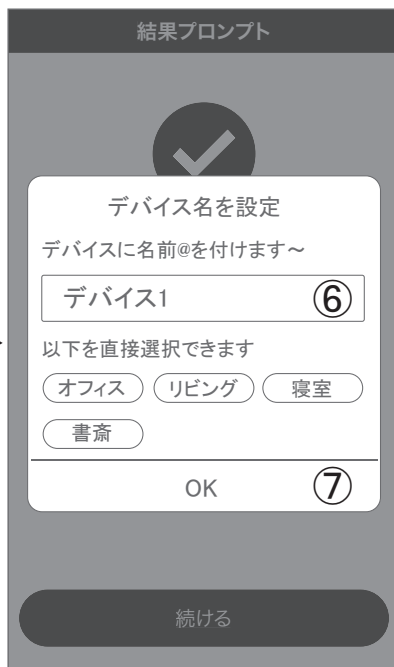 結果プロンプト
デバイス名を設定
デバイスに名前@を付けます～
デバイス1 ⑥
以下を直接選択できます
オフィス リビング 寝室
書斎
OK ⑦
続ける